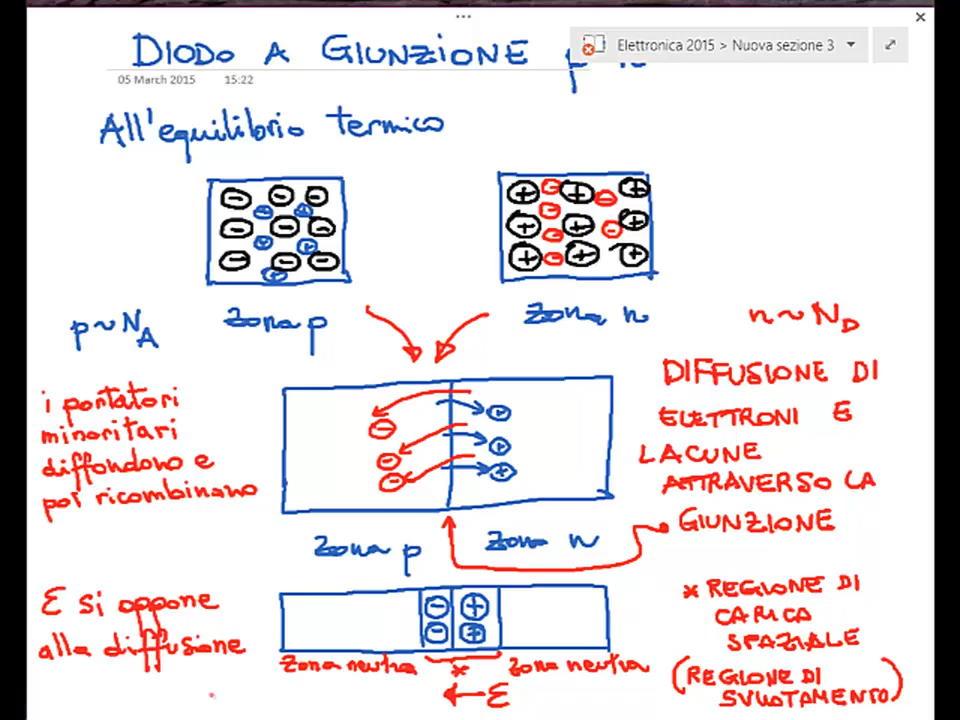 Elettronica 2015 > Nuova sezione 3
DIODO A GIUNZIONE
05 March 2015 15:22
All'equilibrio termico
p ~ NA
zona p
zona n
n ~ ND
i portatori
minoritari
diffondono e
poi ricombinano
DIFFUSIONE DI
ELETTRONI E
LACUNE
ATTRAVERSO LA
GIUNZIONE
zona p
zona n
E si oppone
alla diffusione
zona neutra
*
zona neutra
E
* REGIONE DI
CARICA
SPAZIALE
(REGIONE DI
SVUOTAMENTO)